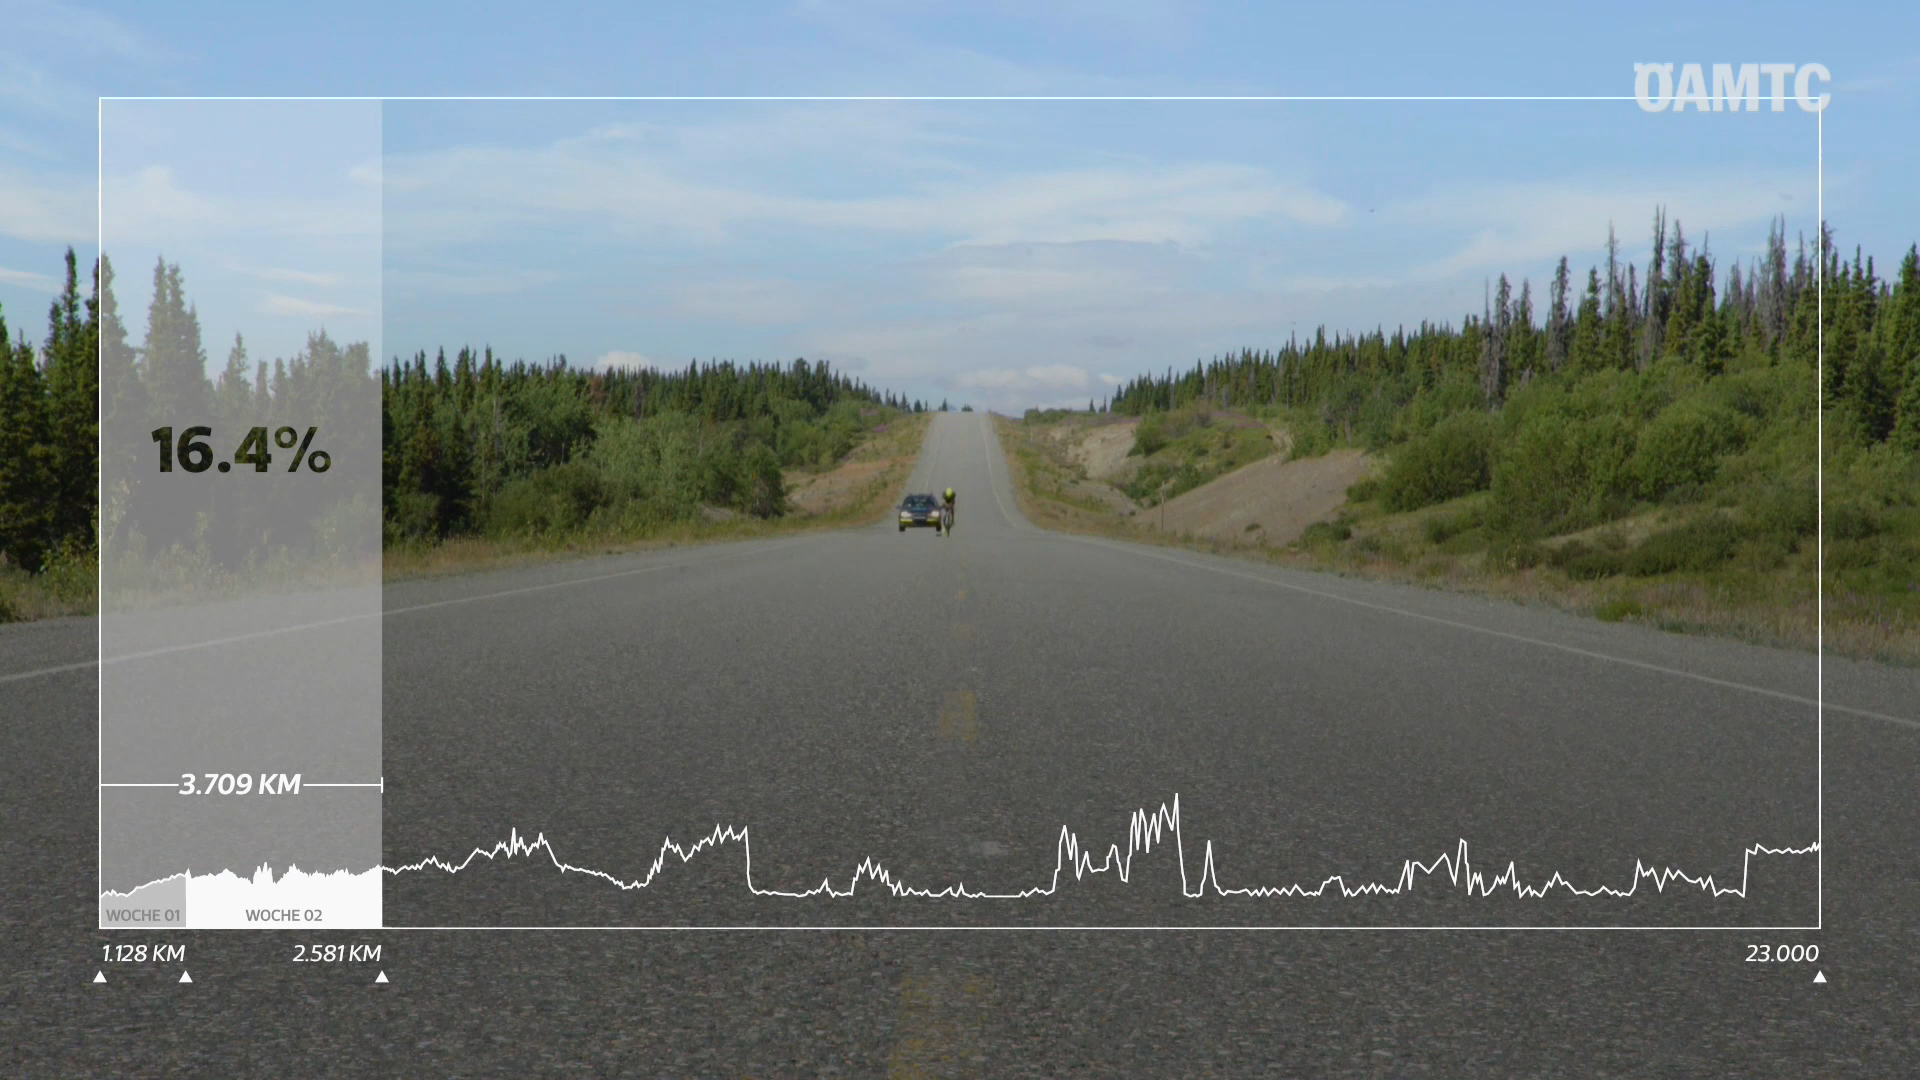 ÖAMTC
16.4%
3.709 KM
WOCHE 01
WOCHE 02
1.128 KM
2.581 KM
23.000